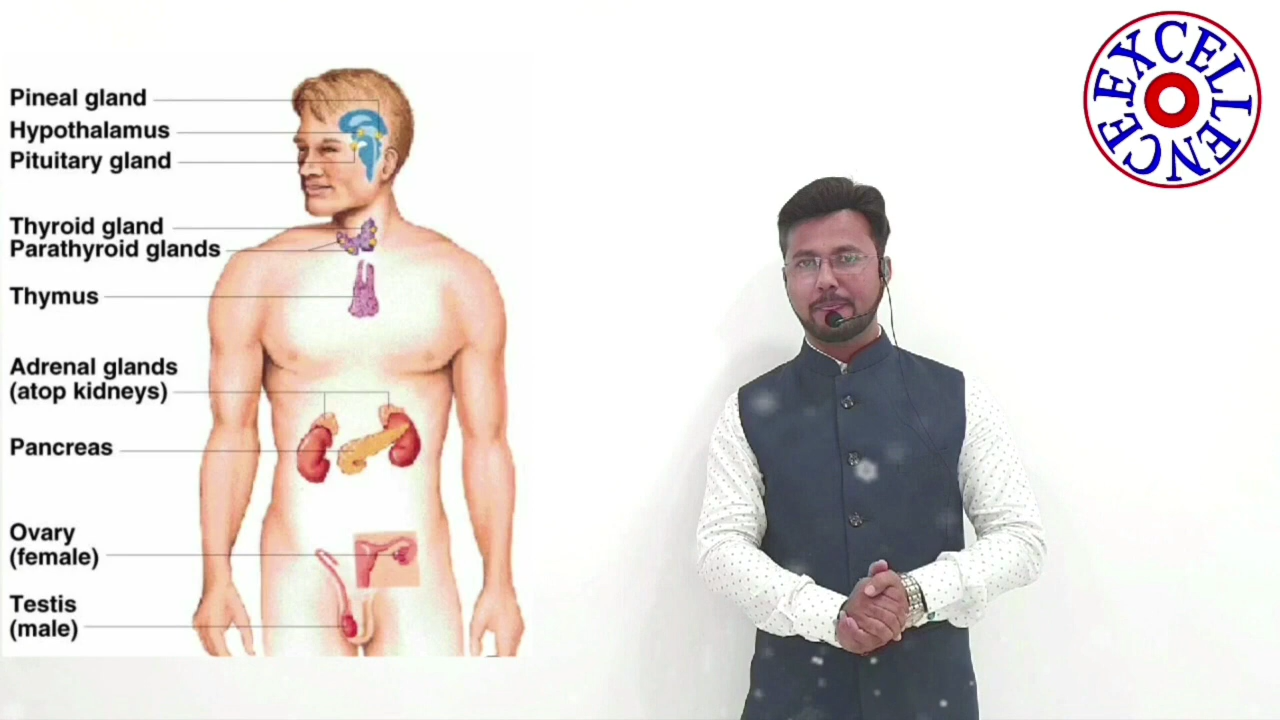 Pineal gland
Hypothalamus
Pituitary gland
Thyroid gland
Parathyroid glands
Thymus
Adrenal glands
(atop kidneys)
Pancreas
Ovary
(female)
Testis
(male)
EXCELLENCE.